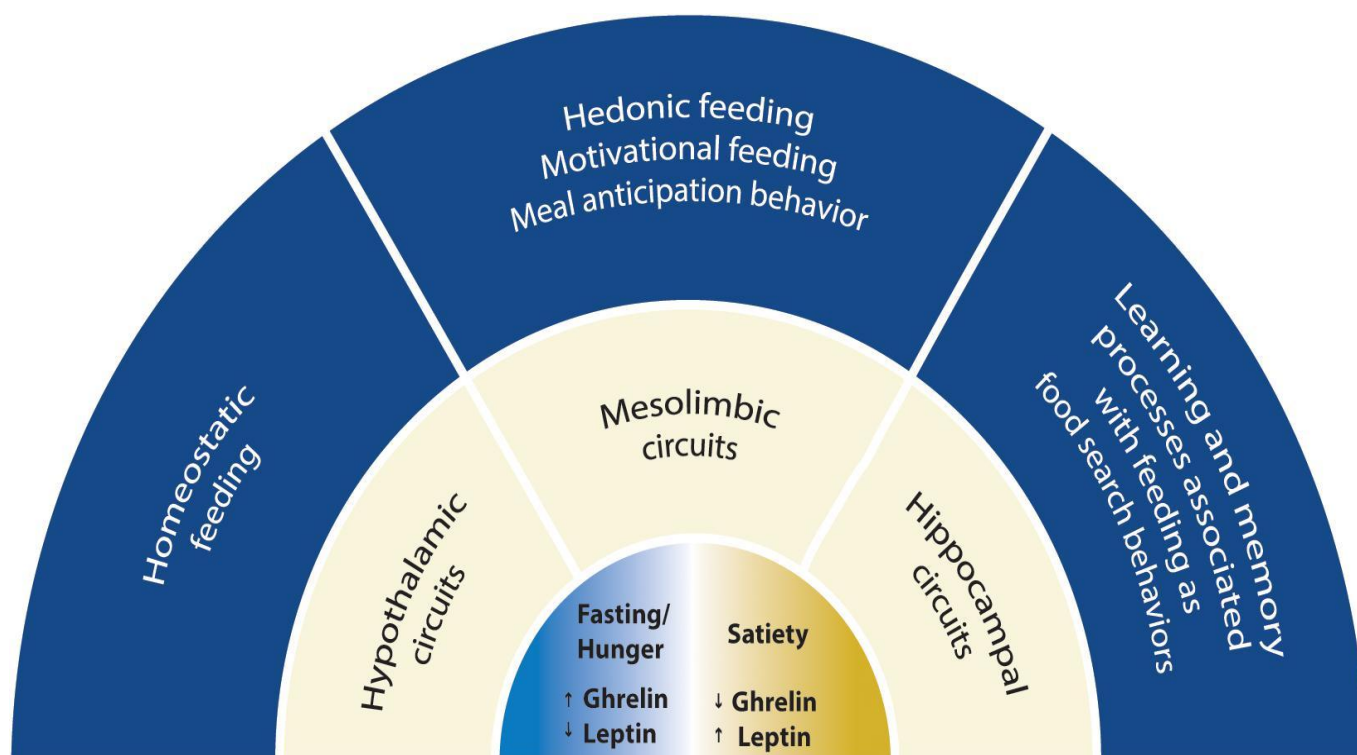 Hedonic feeding
Motivational feeding
Meal anticipation behavior
Homeostatic
feeding
Learning and memory
processes associated
with feeding as
food search behaviors
Mesolimbic
circuits
Hypothalamic
circuits
Hippocampal
circuits
Fasting/
Hunger
↑ Ghrelin
↓ Leptin
Satiety
↓ Ghrelin
↑ Leptin